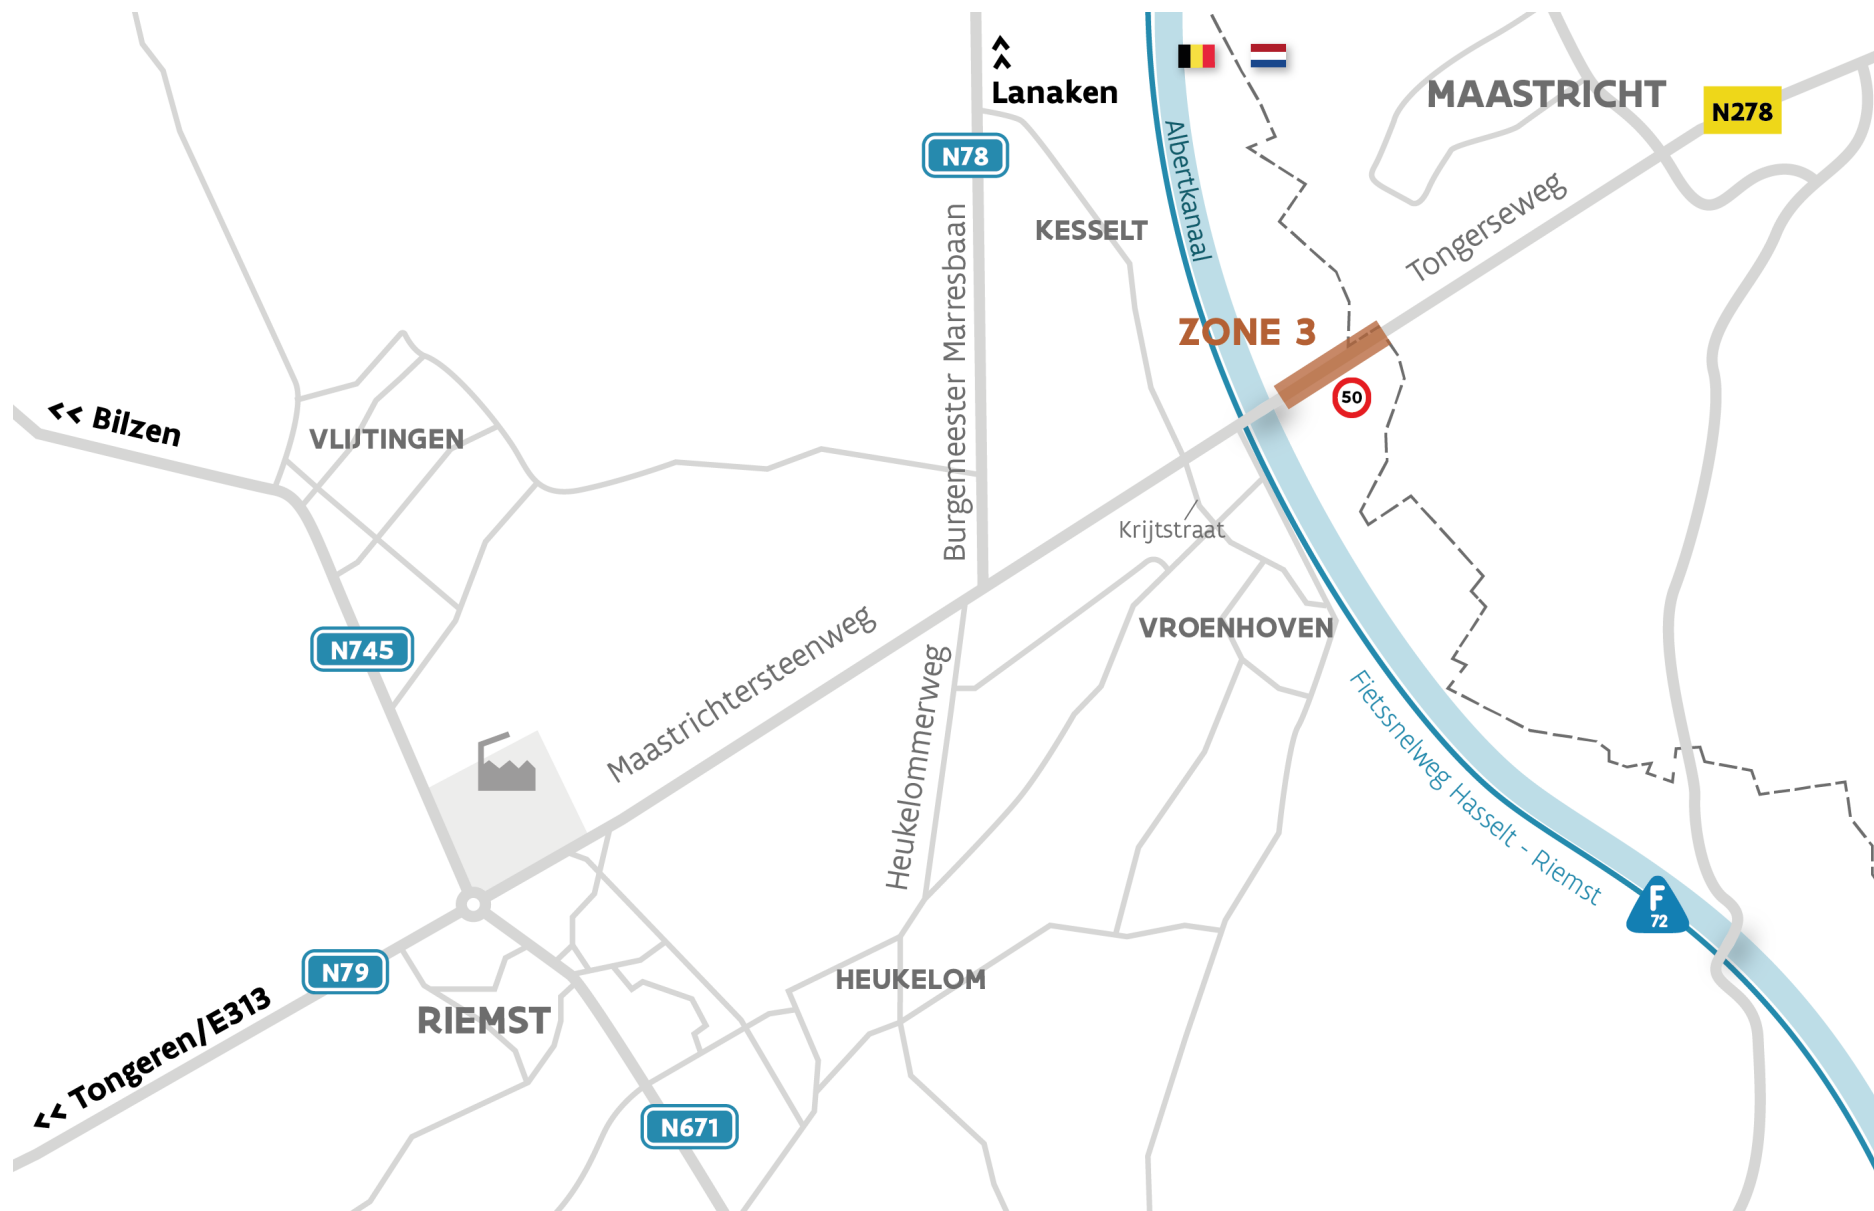 Lanaken
MAASTRICHT
N278
N78
Albertkanaal
KESSELT
Tongerseweg
Burgemeester Marresbaan
ZONE 3
50
<< Bilzen
VLIJTINGEN
Krijtstraat
VROENHOVEN
N745
Maastrichtersteenweg
Heukelommerweg
Fietssnelweg Hasselt - Riemst
F
72
N79
HEUKELOM
RIEMST
<< Tongeren/E313
N671